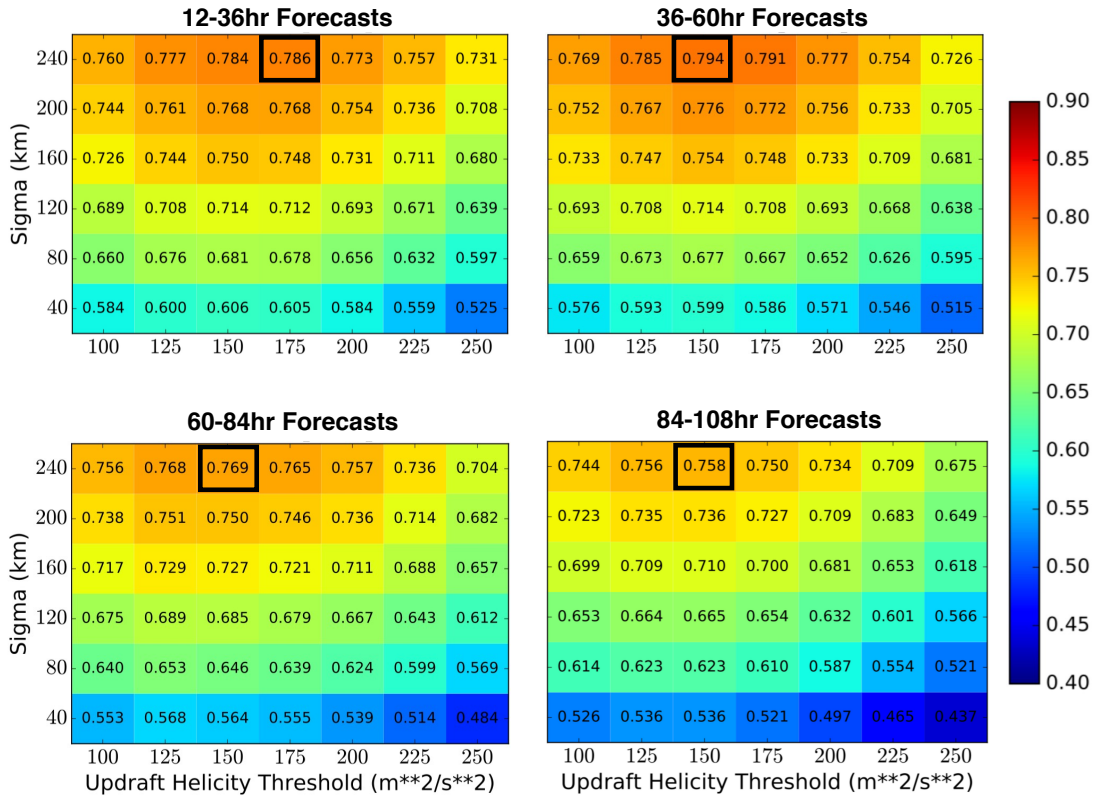 12-36hr Forecasts 36-60hr Forecasts
240 0.760 0.777 0.784 0.786 0.773 0.757 0.731 0.769 0.785 0.794 0.791 0.777 0.754 0.726
0.90
200 0.744 0.761 0.768 0.768 0.754 0.736 0.708 0.752 0.767 0.776 0.772 0.756 0.733 0.705
0.85
160 0.726 0.744 0.750 0.748 0.731 0.711 0.680 0.733 0.747 0.754 0.748 0.733 0.709 0.681
0.80
Sigma (km)
120 0.689 0.708 0.714 0.712 0.693 0.671 0.639 0.693 0.708 0.714 0.708 0.693 0.668 0.638
80 0.660 0.676 0.681 0.678 0.656 0.632 0.597 0.659 0.673 0.677 0.667 0.652 0.626 0.595
0.75
40 0.584 0.600 0.606 0.605 0.584 0.559 0.525 0.576 0.593 0.599 0.586 0.571 0.546 0.515
0.70
100 125 150 175 200 225 250 100 125 150 175 200 225 250
0.65
60-84hr Forecasts 84-108hr Forecasts
0.60
240 0.756 0.768 0.769 0.765 0.757 0.736 0.704 0.744 0.756 0.758 0.750 0.734 0.709 0.675
0.55
200 0.738 0.751 0.750 0.746 0.736 0.714 0.682 0.723 0.735 0.736 0.727 0.709 0.683 0.649
0.50
160 0.717 0.729 0.727 0.721 0.711 0.688 0.657 0.699 0.709 0.710 0.700 0.681 0.653 0.618
Sigma (km)
120 0.675 0.689 0.685 0.679 0.667 0.643 0.612 0.653 0.664 0.665 0.654 0.632 0.601 0.566
0.45
80 0.640 0.653 0.646 0.639 0.624 0.599 0.569 0.614 0.623 0.623 0.610 0.587 0.554 0.521
0.40
40 0.553 0.568 0.564 0.555 0.539 0.514 0.484 0.526 0.536 0.536 0.521 0.497 0.465 0.437
100 125 150 175 200 225 250 100 125 150 175 200 225 250
Updraft Helicity Threshold (m**2/s**2) Updraft Helicity Threshold (m**2/s**2)